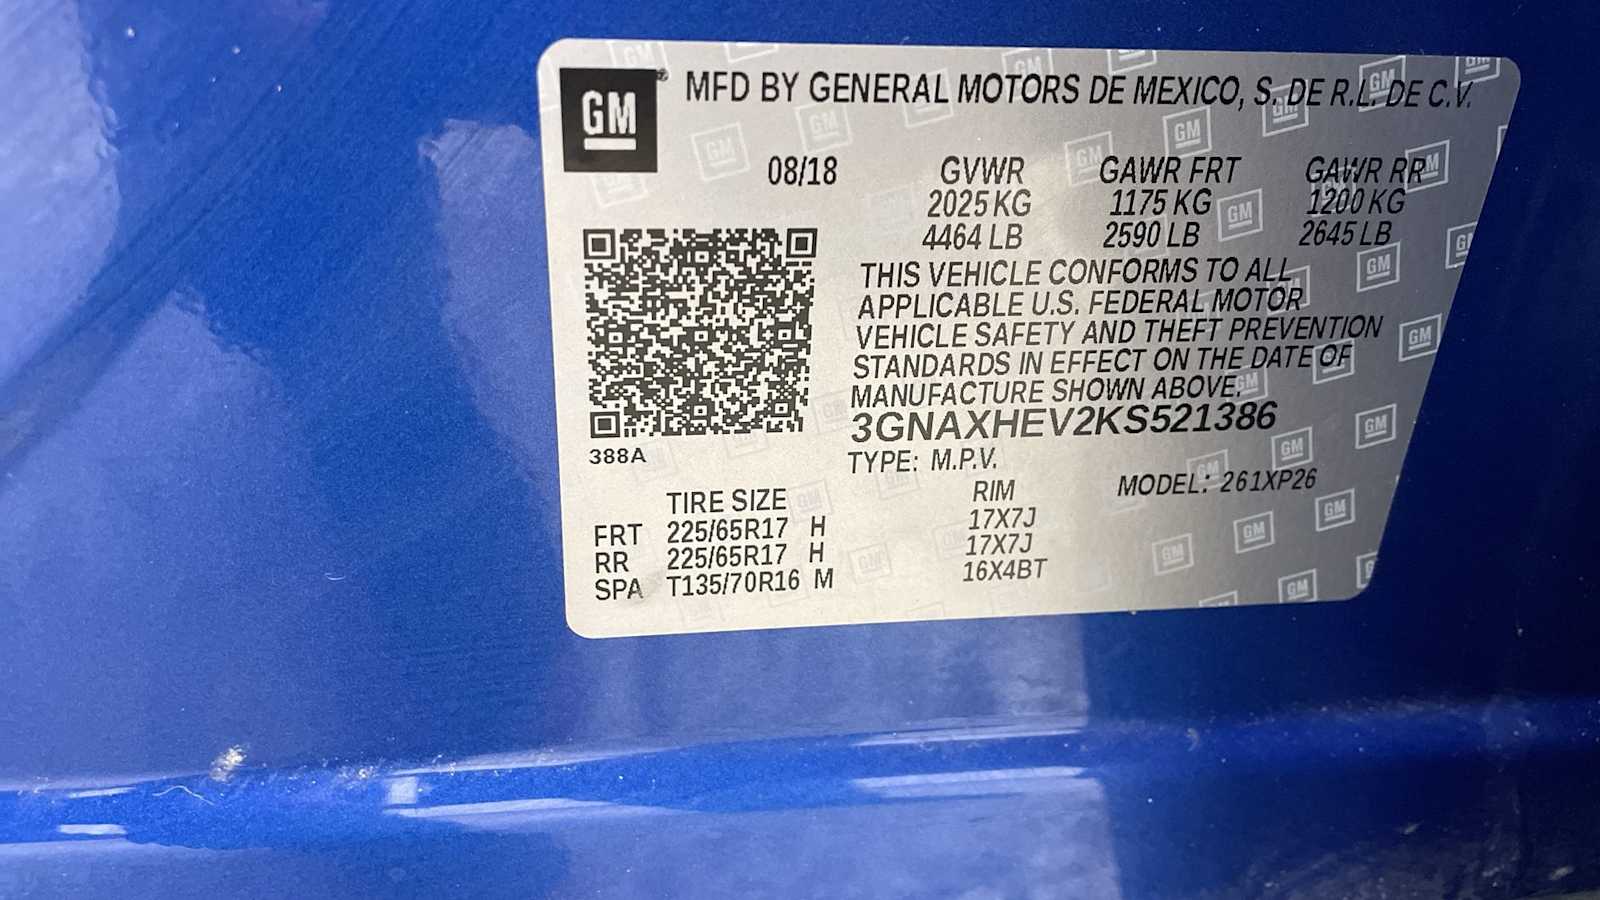 GM® MFD BY GENERAL MOTORS DE MEXICO, S. DE R.L. DE C.V.
08/18 GVWR GAWR FRT GAWR RR
2025 KG 1175 KG 1200 KG
4464 LB 2590 LB 2645 LB
THIS VEHICLE CONFORMS TO ALL
APPLICABLE U.S. FEDERAL MOTOR
VEHICLE SAFETY AND THEFT PREVENTION
STANDARDS IN EFFECT ON THE DATE OF
MANUFACTURE SHOWN ABOVE.
3GNAXHEV2KS521386
388A
TYPE: M.P.V. MODEL: 261XP26
TIRE SIZE RIM
FRT 225/65R17 H 17X7J
RR 225/65R17 H 17X7J
SPA T135/70R16 M 16X4BT